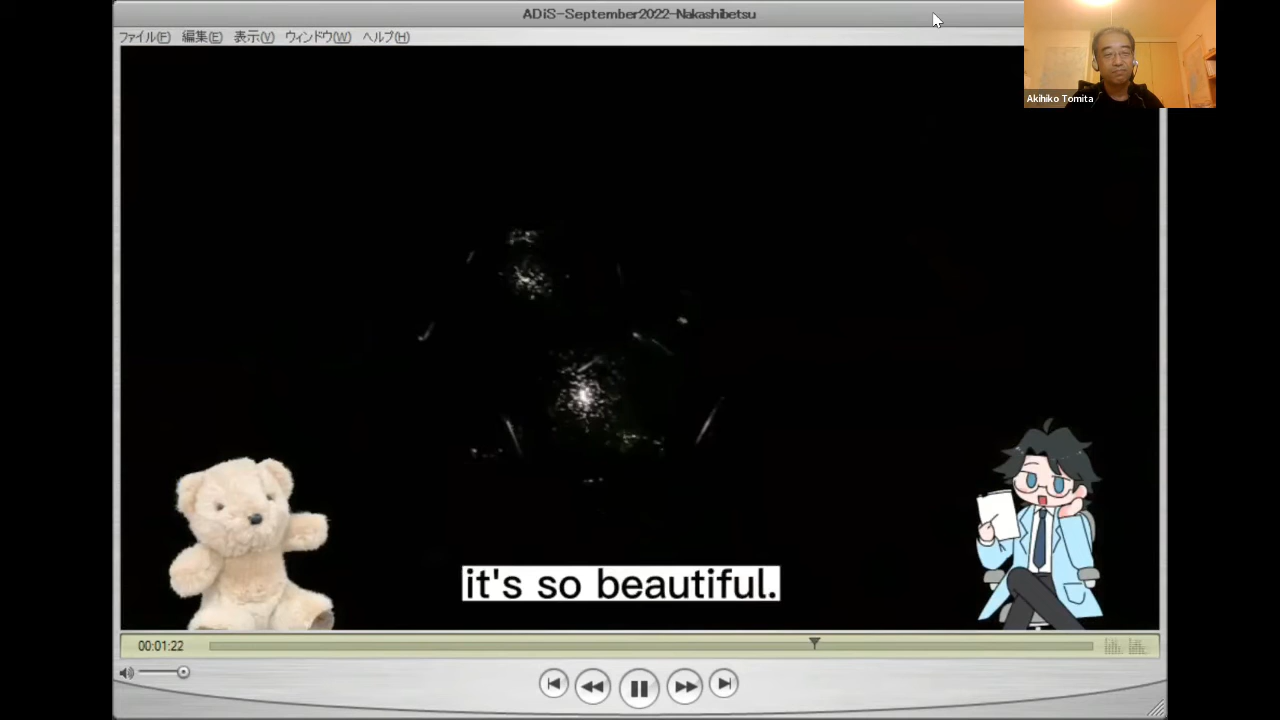 ADiS-September2022-Nakashibetsu
ファイル(F) 編集(E) 表示(V) ウィンドウ(W) ヘルプ(H)
Akihiko Tomita
it's so beautiful.
00:01:22